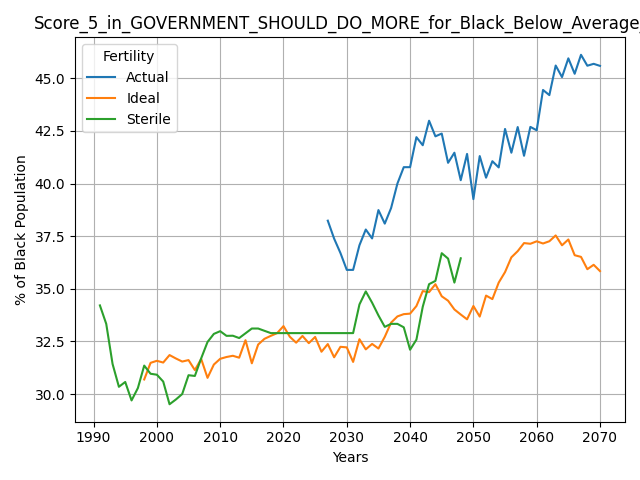 Score_5_in_GOVERNMENT_SHOULD_DO_MORE_for_Black_Below_Average_
Fertility
Actual
Ideal
Sterile
% of Black Population
45.0
42.5
40.0
37.5
35.0
32.5
30.0
1990 2000 2010 2020 2030 2040 2050 2060 2070
Years